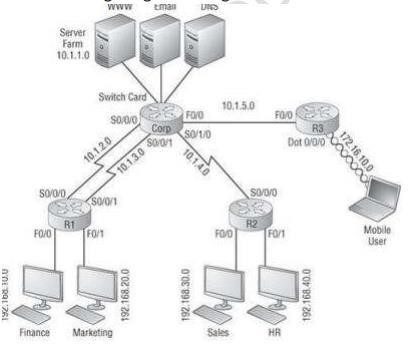 WWW Email DNS
Server
Farm
10.1.1.0
Switch Card
S0/0/0
Corp
F0/0
10.1.5.0
F0/0
R3
S0/1/0
S0/0/1
Dot 0/0/0
172.16.10.0
10.1.2.0
10.1.3.0
10.1.4.0
Mobile
User
S0/0/0
S0/0/1
R1
F0/0
F0/1
S0/0/0
R2
F0/0
F0/1
192.168.10.0
192.168.20.0
192.168.30.0
192.168.40.0
Finance
Marketing
Sales
HR